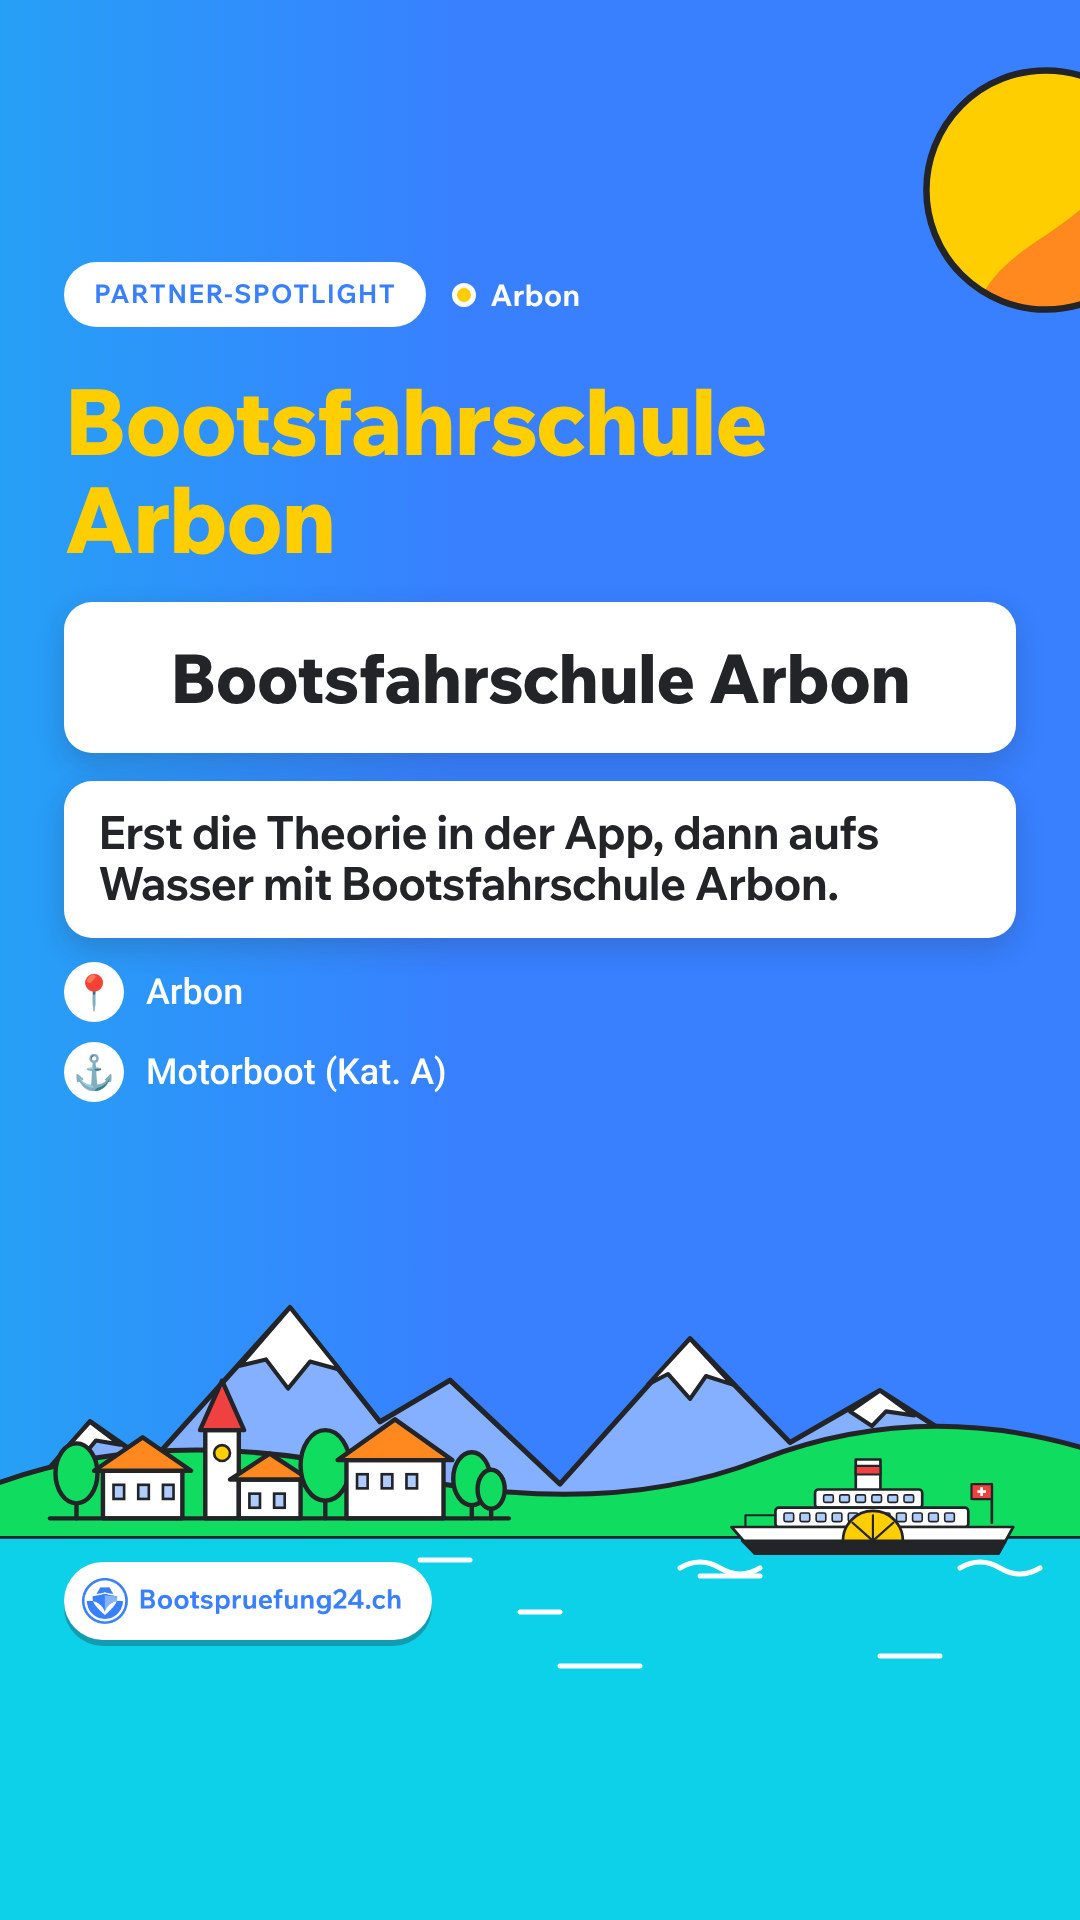 PARTNER-SPOTLIGHT
Arbon
Bootsfahrschule
Arbon
Bootsfahrschule Arbon
Erst die Theorie in der App, dann aufs
Wasser mit Bootsfahrschule Arbon.
Arbon
Motorboot (Kat. A)
Bootspruefung24.ch